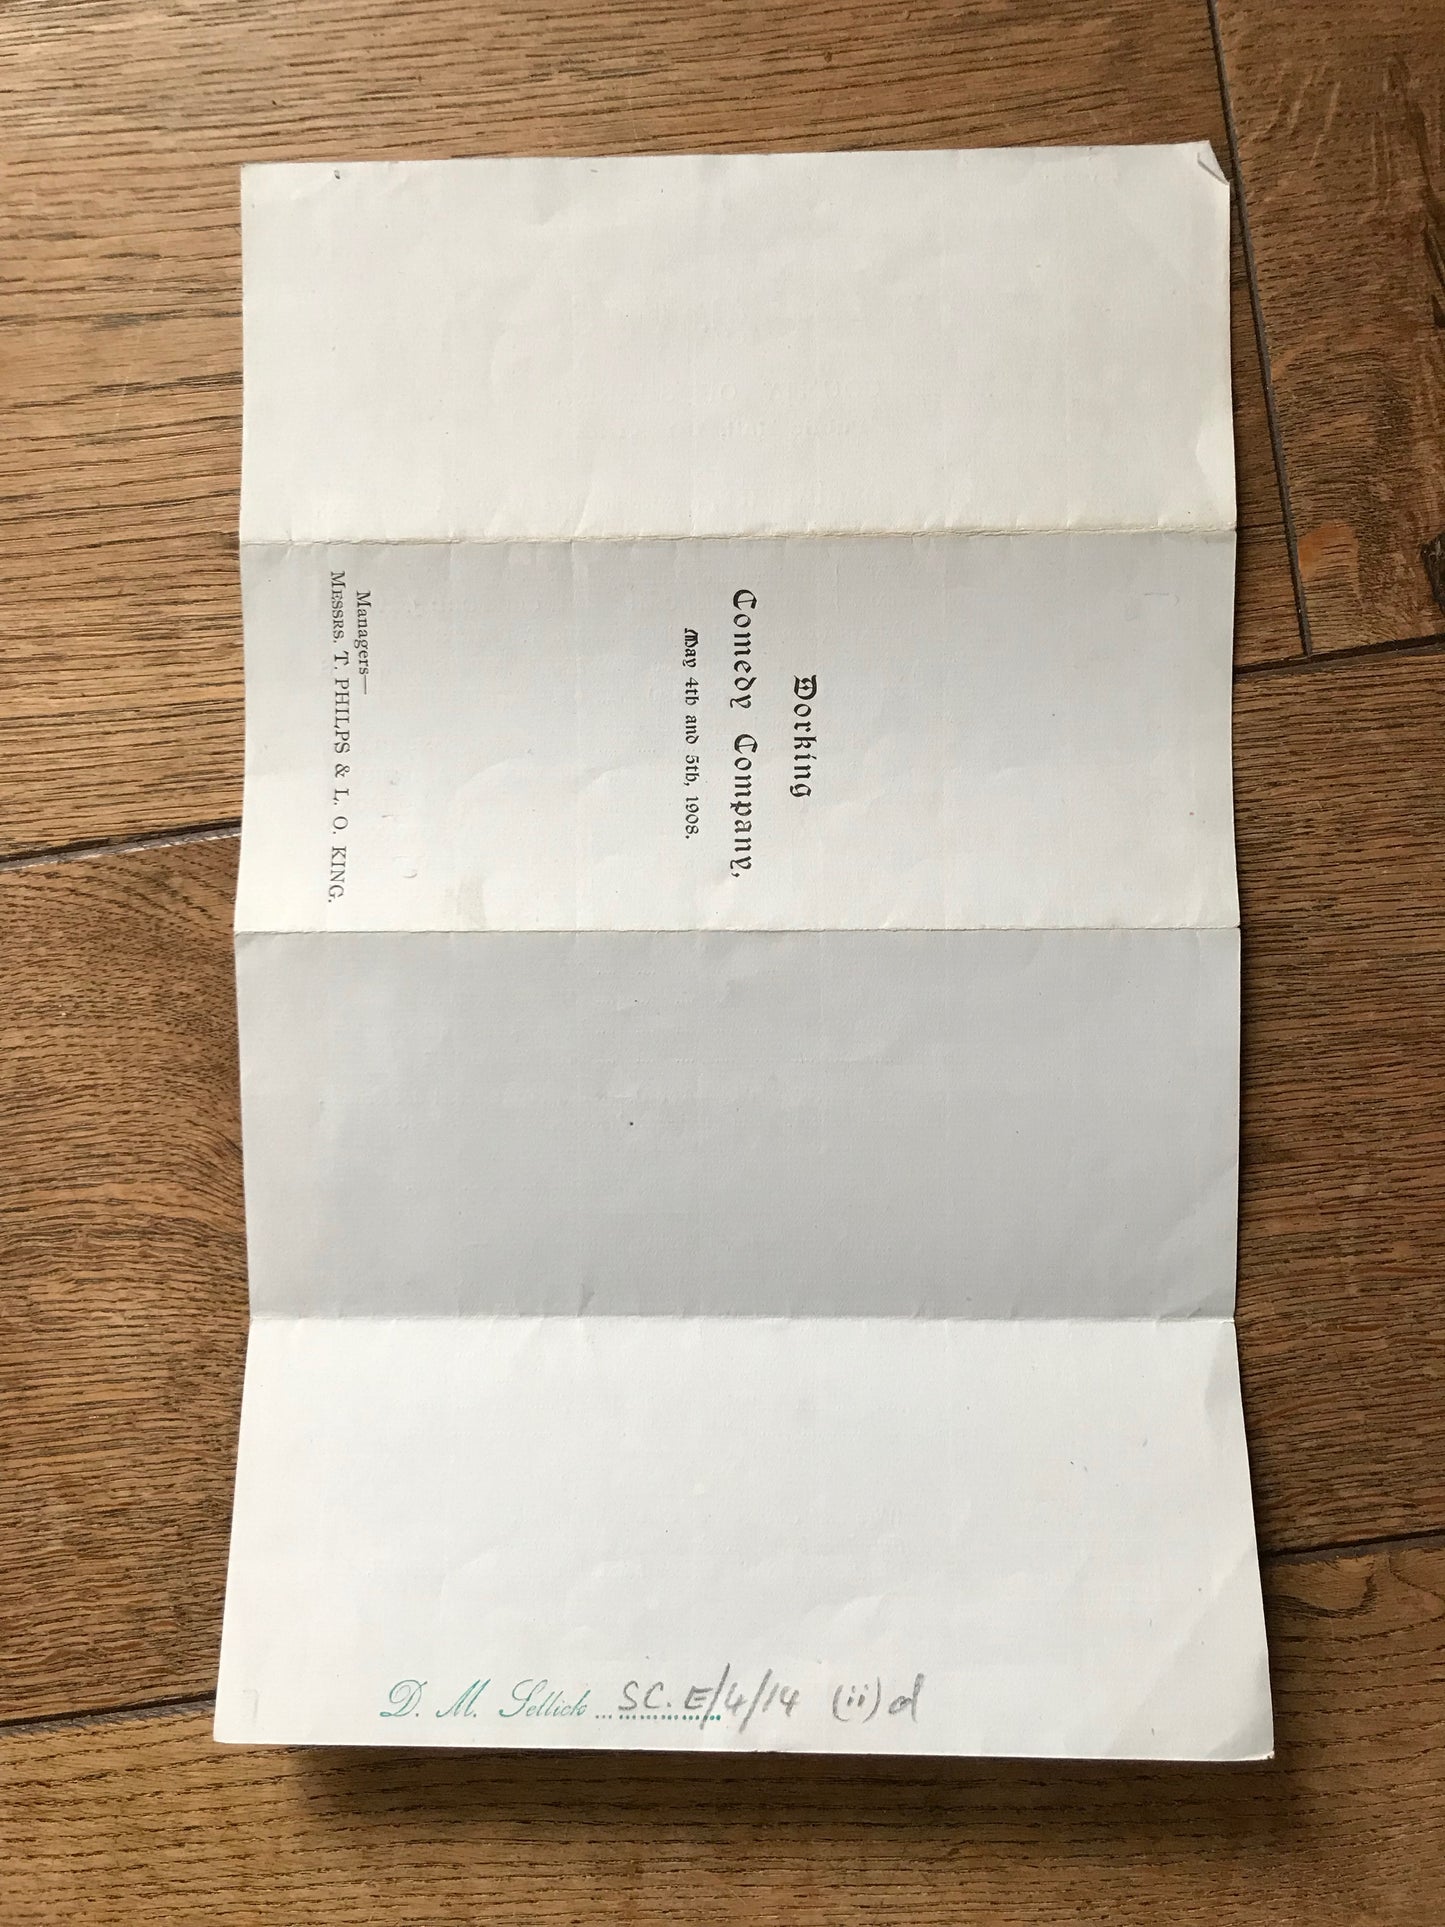 Dorking
Comedy Company,
May 4th and 5th, 1908.
Managers—
MESSRS. T. PHILPS & L. O. KING.
D. M. Sellick ... SC. E/4/14 (ii) d